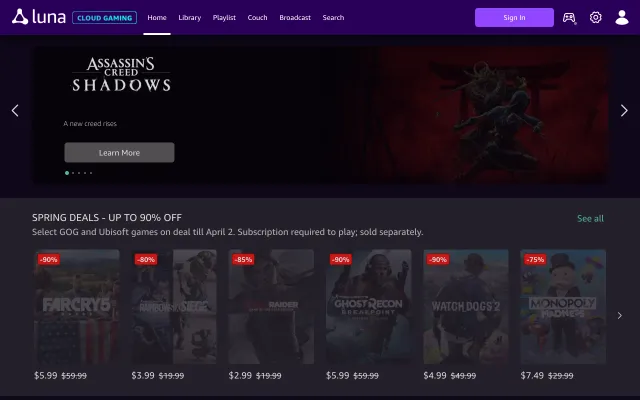 luna CLOUD GAMING Home Library Playlist Couch Broadcast Search Sign In
ASSASSIN'S
CREED
SHADOWS
A new creed rises
Learn More
SPRING DEALS - UP TO 90% OFF See all
Select GOG and Ubisoft games on deal till April 2. Subscription required to play; sold separately.
-90% -80% -85% -90% -90% -75%
FARCRY5 RAINBOW SIEGE RAIDER GHOST RECON BREAKPOINT WATCH DOGS 2 MONOPOLY MADNESS
$5.99 $59.99 $3.99 $19.99 $2.99 $19.99 $5.99 $59.99 $4.99 $49.99 $7.49 $29.99